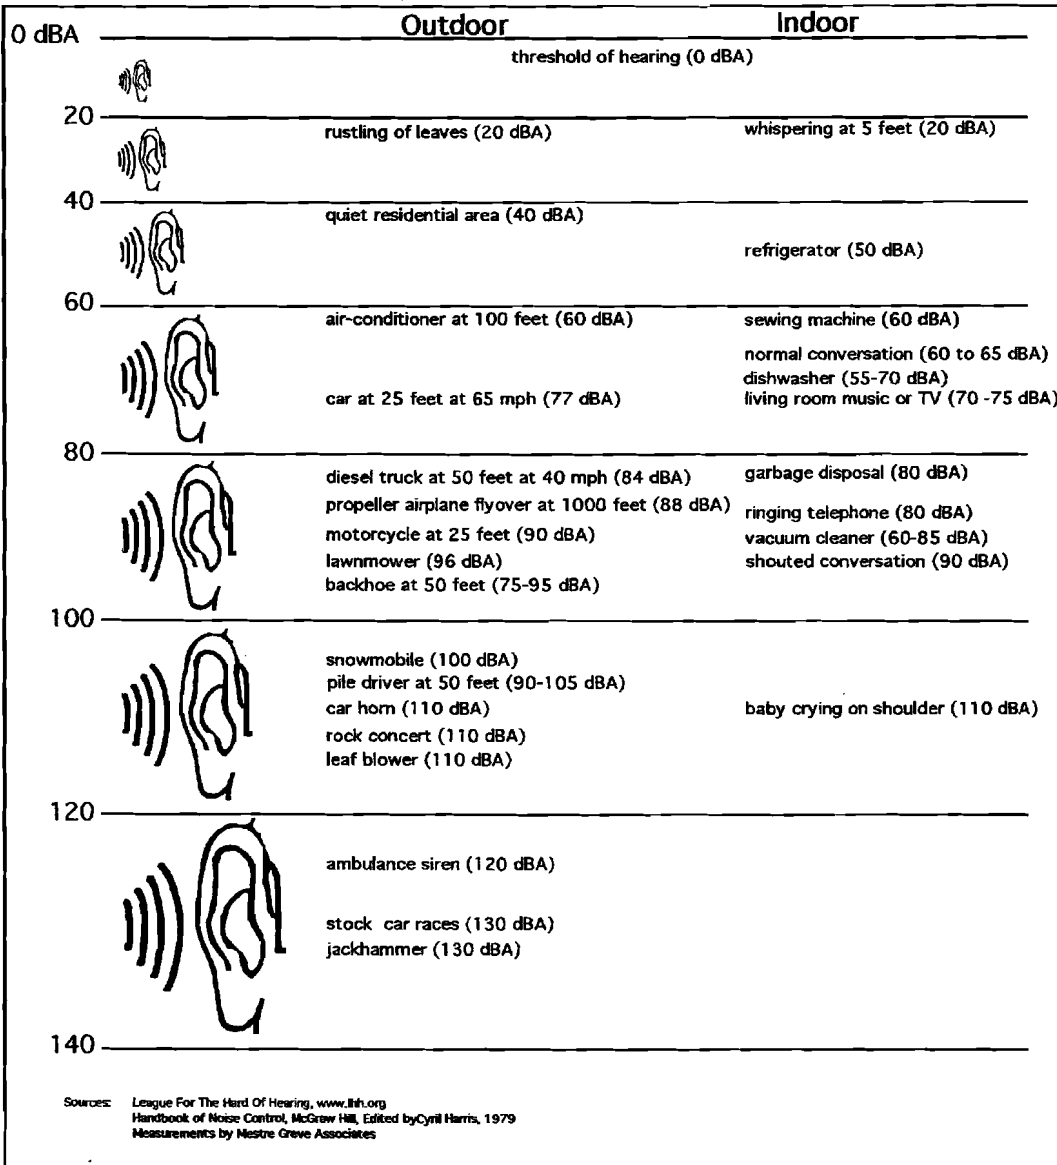 Outdoor Indoor
0 dBA
threshold of hearing (0 dBA)
20
rustling of leaves (20 dBA) whispering at 5 feet (20 dBA)
40
quiet residential area (40 dBA)
refrigerator (50 dBA)
60
air-conditioner at 100 feet (60 dBA) sewing machine (60 dBA)
normal conversation (60 to 65 dBA)
dishwasher (55-70 dBA)
car at 25 feet at 65 mph (77 dBA) living room music or TV (70 -75 dBA)
80
diesel truck at 50 feet at 40 mph (84 dBA) garbage disposal (80 dBA)
propeller airplane flyover at 1000 feet (88 dBA) ringing telephone (80 dBA)
motorcycle at 25 feet (90 dBA) vacuum cleaner (60-85 dBA)
lawnmower (96 dBA) shouted conversation (90 dBA)
backhoe at 50 feet (75-95 dBA)
100
snowmobile (100 dBA)
pile driver at 50 feet (90-105 dBA)
car horn (110 dBA) baby crying on shoulder (110 dBA)
rock concert (110 dBA)
leaf blower (110 dBA)
120
ambulance siren (120 dBA)
stock car races (130 dBA)
jackhammer (130 dBA)
140
Sources: League For The Hard Of Hearing, www.lhh.org
Handbook of Noise Control, McGraw Hill, Edited byCyril Harris, 1979
Measurements by Mestre Greve Associates